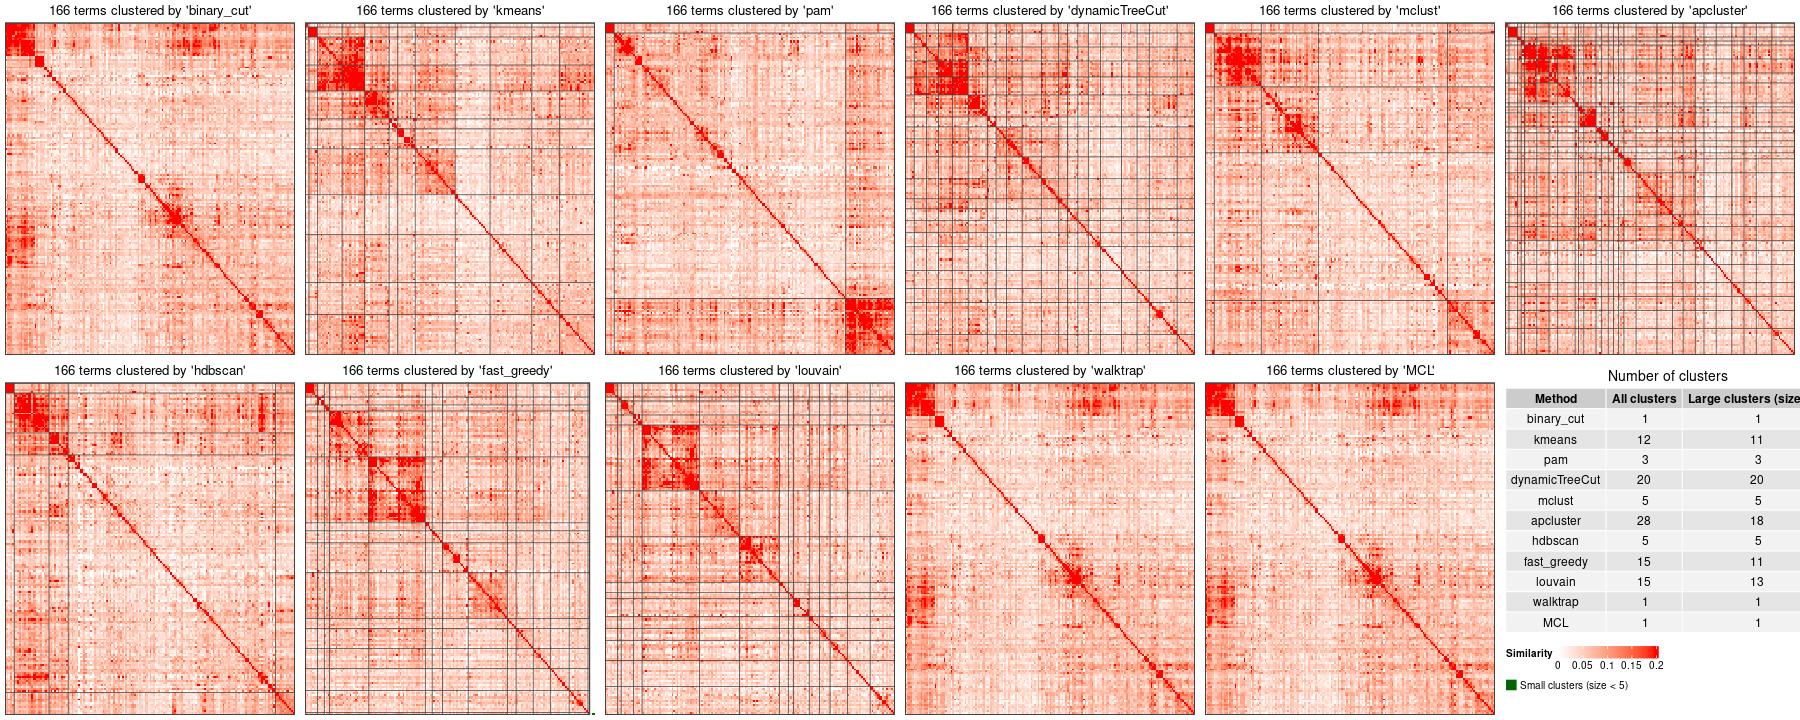 166 terms clustered by 'binary_cut'
166 terms clustered by 'kmeans'
166 terms clustered by 'pam'
166 terms clustered by 'dynamicTreeCut'
166 terms clustered by 'mclust'
166 terms clustered by 'apcluster'
166 terms clustered by 'hdbscan'
166 terms clustered by 'fast_greedy'
166 terms clustered by 'louvain'
166 terms clustered by 'walktrap'
166 terms clustered by 'MCL'
Number of clusters
Method All clusters Large clusters (size
binary_cut 1 1
kmeans 12 11
pam 3 3
dynamicTreeCut 20 20
mclust 5 5
apcluster 28 18
hdbscan 5 5
fast_greedy 15 11
louvain 15 13
walktrap 1 1
MCL 1 1
Similarity
0 0.05 0.1 0.15 0.2
Small clusters (size < 5)